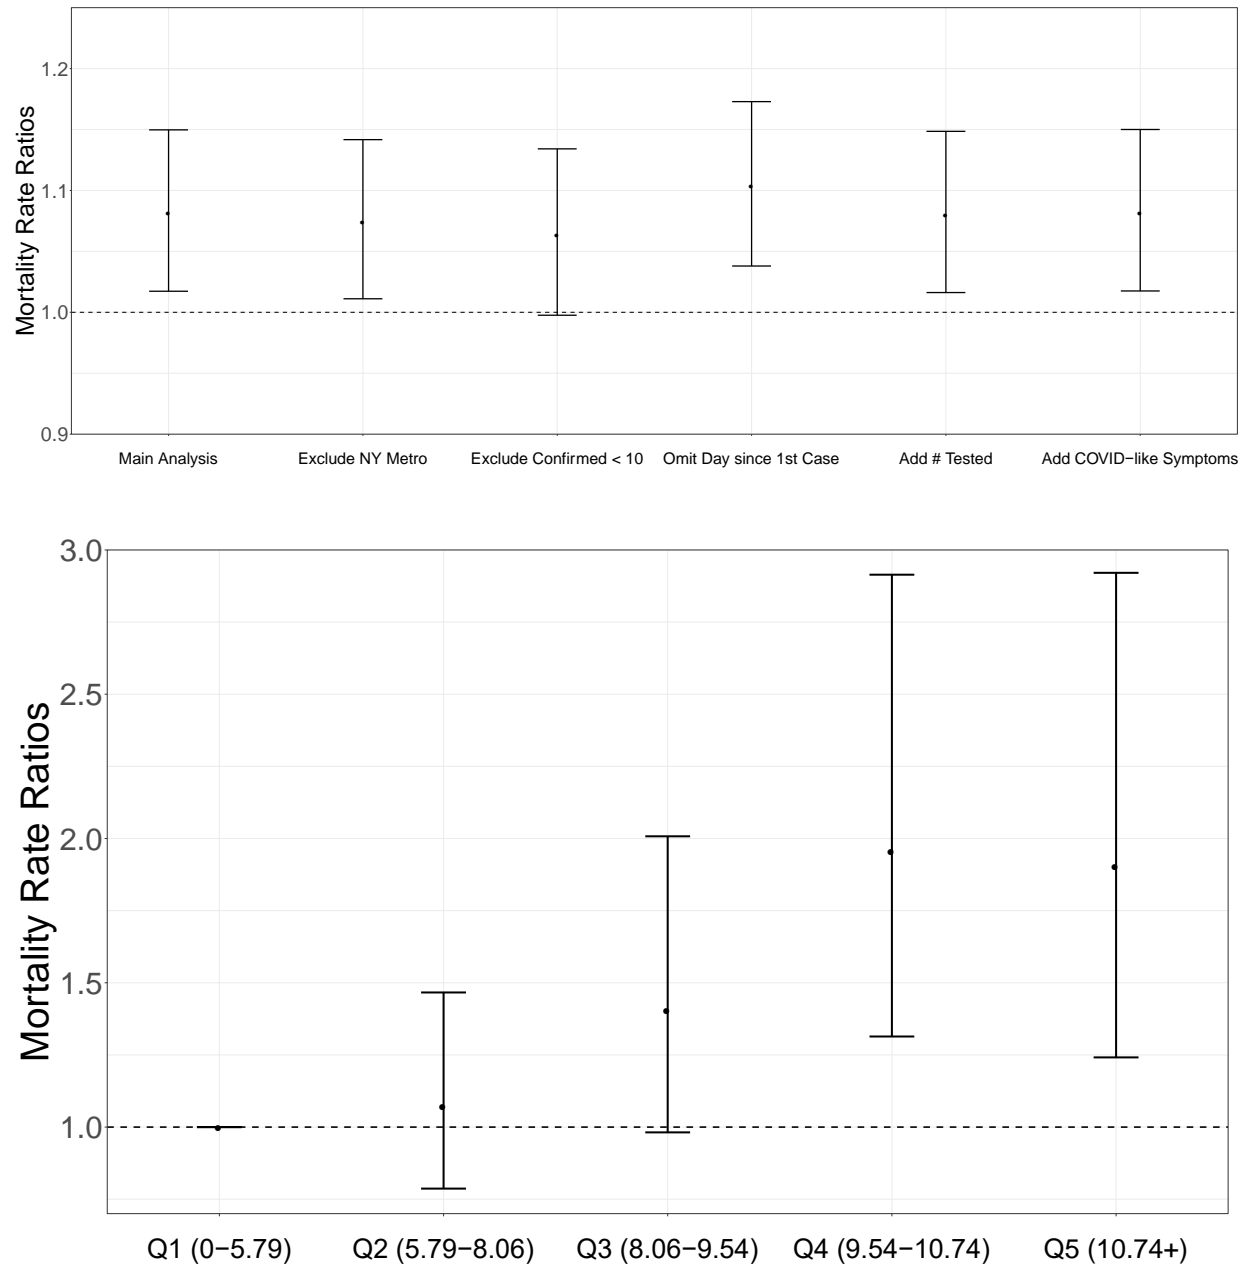 Mortality Rate Ratios
1.2
1.1
1.0
0.9
Main Analysis Exclude NY Metro Exclude Confirmed < 10 Omit Day since 1st Case Add # Tested Add COVID−like Symptoms
Mortality Rate Ratios
3.0
2.5
2.0
1.5
1.0
Q1 (0−5.79) Q2 (5.79−8.06) Q3 (8.06−9.54) Q4 (9.54−10.74) Q5 (10.74+)